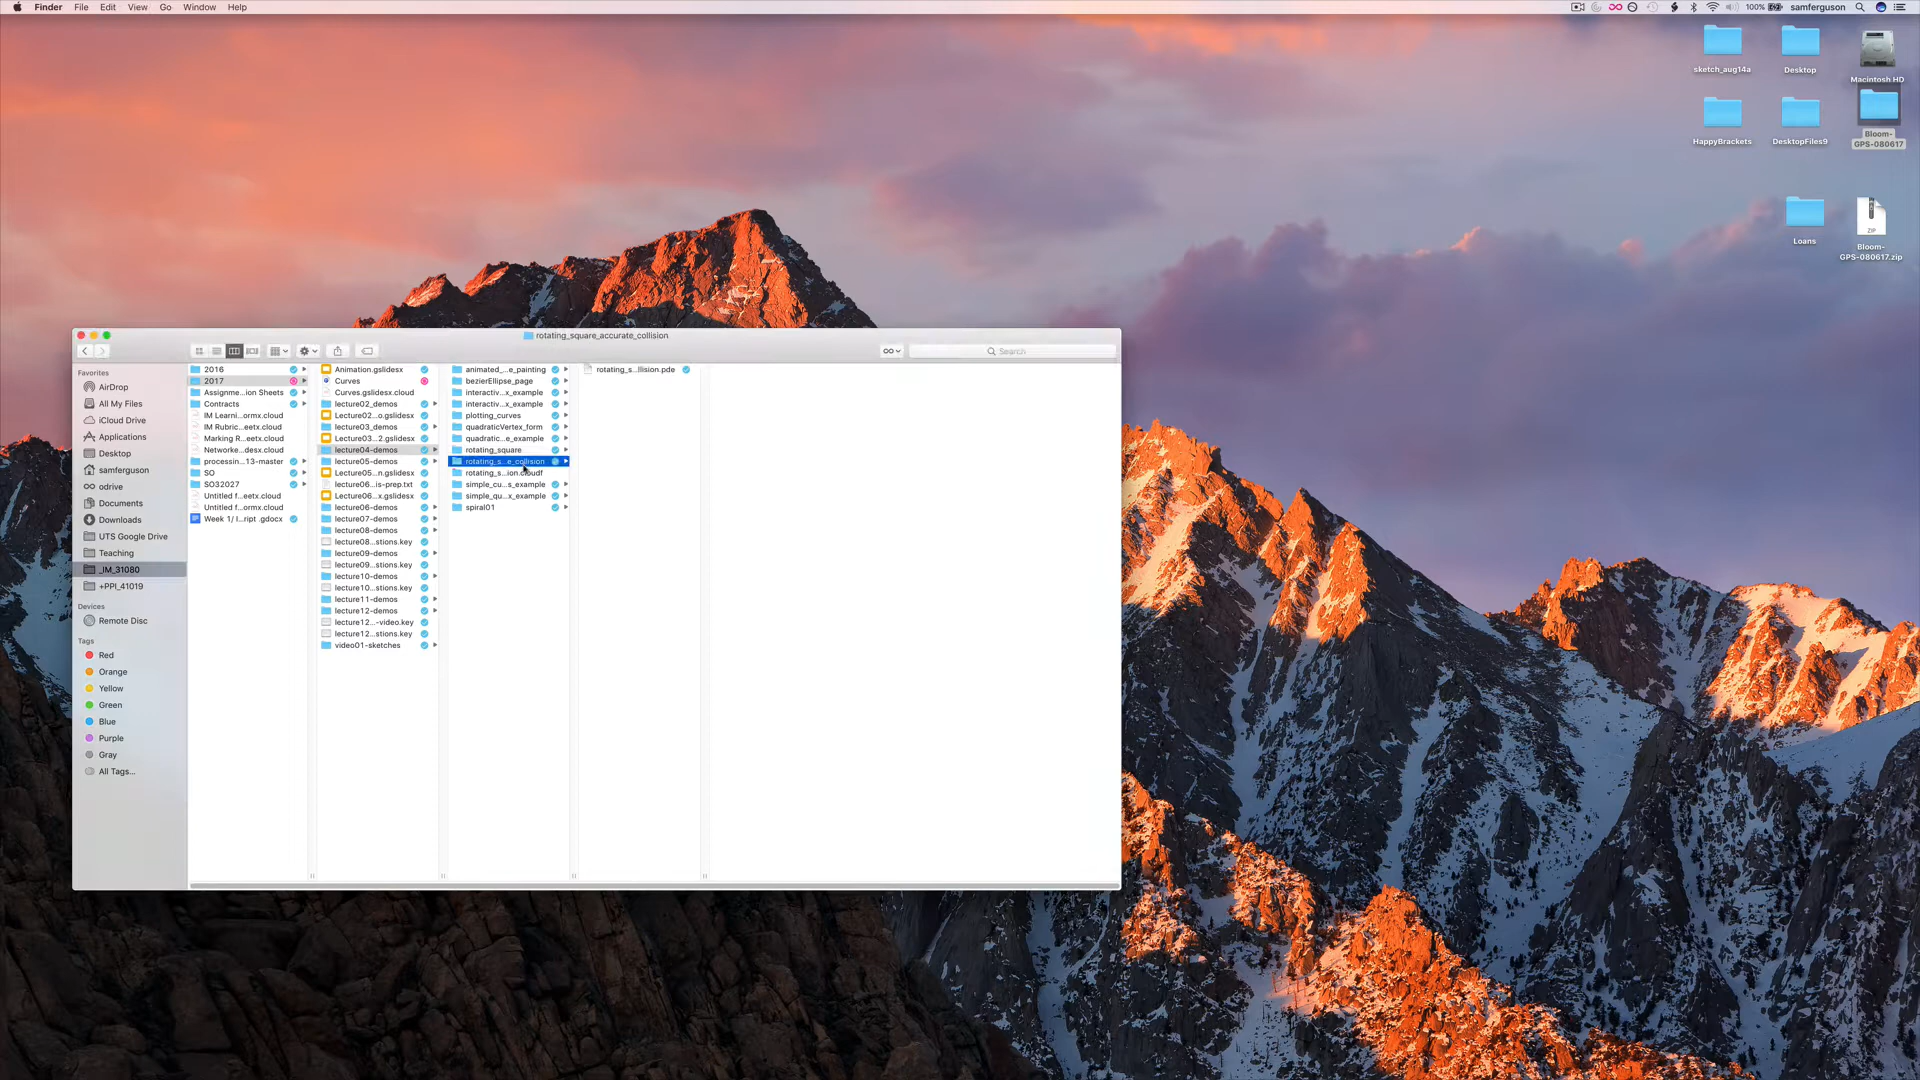 Finder File Edit View Go Window Help
100% samferguson
sketch_aug14a
Desktop
Macintosh HD
HappyBrackets
DesktopFiles9
Bloom-
GPS-080617
Loans
ZIP
Bloom-
GPS-080617.zip
rotating_square_accurate_collision
Search
Favorites
AirDrop
All My Files
iCloud Drive
Applications
Desktop
samferguson
odrive
Documents
Downloads
UTS Google Drive
Teaching
_IM_31080
+PPI_41019
Devices
Remote Disc
Tags
Red
Orange
Yellow
Green
Blue
Purple
Gray
All Tags...
2016
2017
Assignme...ion Sheets
Contracts
IM Learni...ormx.cloud
IM Rubric...eetx.cloud
Marking R...eetx.cloud
Networke...desx.cloud
processin...13-master
SO
SO32027
Untitled f...eetx.cloud
Untitled f...ormx.cloud
Week 1/ I...ript .gdocx
Animation.gslidesx
Curves
Curves.gslidesx.cloud
lecture02_demos
Lecture02...o.gslidesx
lecture03_demos
Lecture03...2.gslidesx
lecture04-demos
lecture05-demos
Lecture05...n.gslidesx
lecture06...is-prep.txt
Lecture06...x.gslidesx
lecture06-demos
lecture07-demos
lecture08-demos
lecture08...stions.key
lecture09-demos
lecture09...stions.key
lecture10-demos
lecture10...stions.key
lecture11-demos
lecture12-demos
lecture12...-video.key
lecture12...stions.key
video01-sketches
animated_...e_painting
bezierEllipse_page
interactiv...x_example
interactiv...x_example
plotting_curves
quadraticVertex_form
quadratic...e_example
rotating_square
rotating_s...e_collision
rotating_s...ion.cloudf
simple_cu...s_example
simple_qu...x_example
spiral01
rotating_s...llision.pde